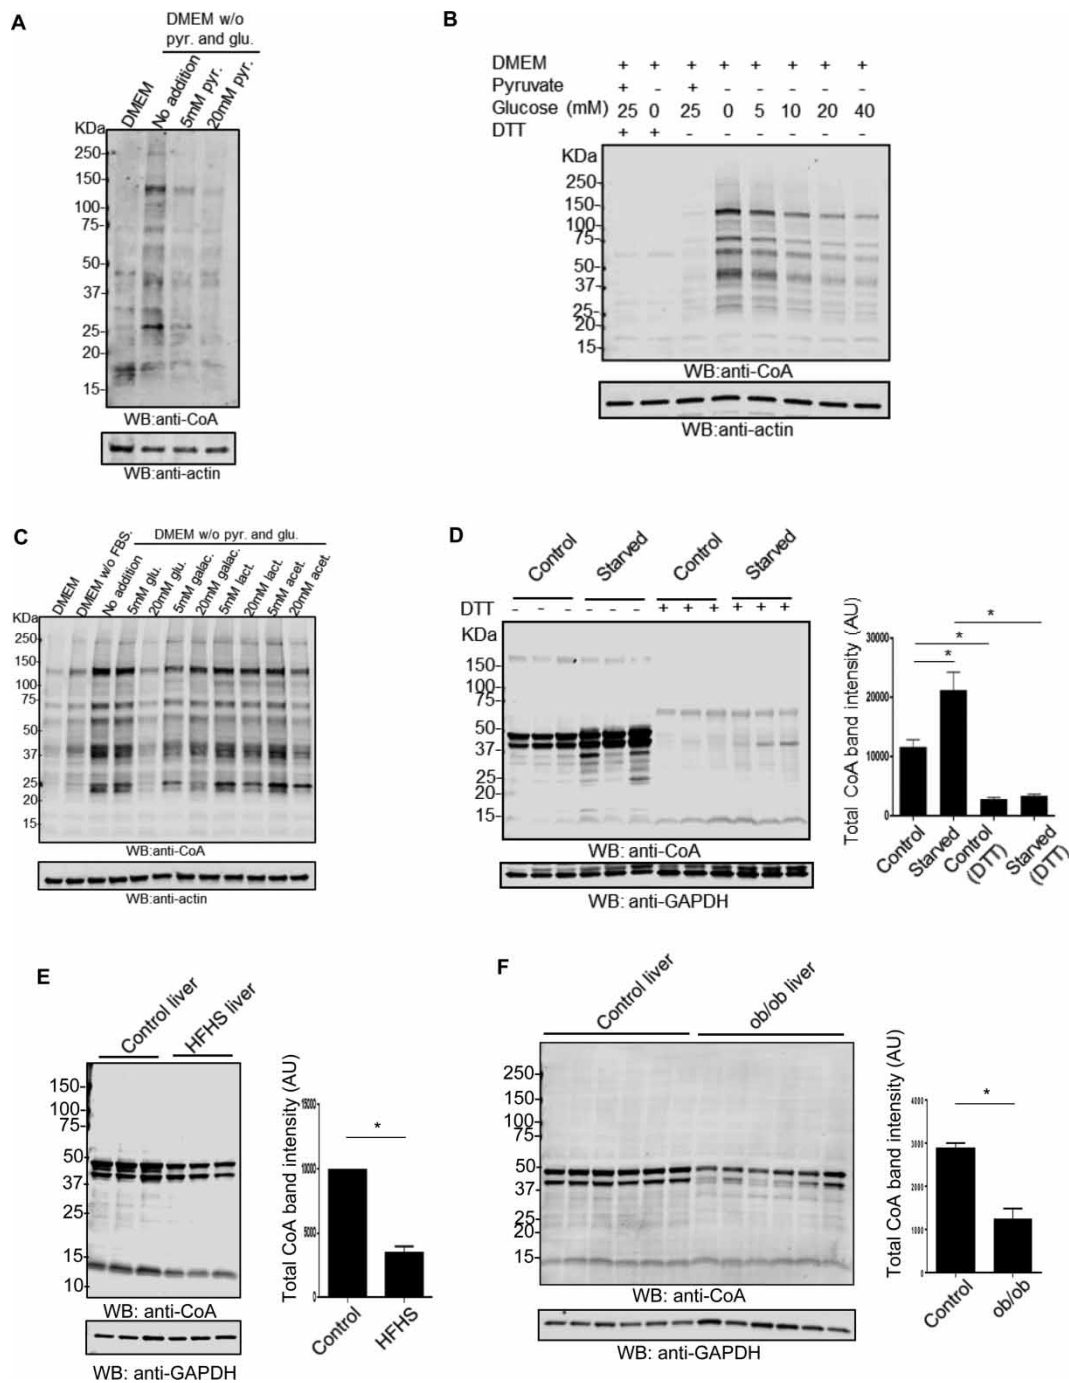 A
DMEM w/o
pyr. and glu.
DMEM
No addition
5mM pyr.
20mM pyr.
KDa
250-
150-
100-
75-
50-
37-
25-
20-
15-
WB:anti-CoA
WB:anti-actin
B
DMEM + + + + + + + +
Pyruvate + - + - - - - -
Glucose (mM) 25 0 25 0 5 10 20 40
DTT + + - - - - - -
KDa
250-
150-
100-
75-
50-
37-
25-
20-
15-
WB:anti-CoA
WB:anti-actin
C
DMEM w/o pyr. and glu.
DMEM
DMEM w/o FBS.
No addition
5mM glu.
20mM glu.
5mM galac.
20mM galac.
5mM lact.
20mM lact.
5mM acet.
20mM acet.
KDa
250-
150-
100-
75-
50-
37-
25-
20-
15-
WB:anti-CoA
WB:anti-actin
D
Control
Starved
Control
Starved
DTT - - - - - - + + + + + +
KDa
150-
100-
75-
50-
37-
25-
20-
15-
WB: anti-CoA
WB: anti-GAPDH
Total CoA band intensity (AU)
30000
20000
10000
0
*
*
*
Control
Starved
Control
(DTT)
Starved
(DTT)
E
Control liver
HFHS liver
150-
100-
75-
50-
37-
25-
15-
10-
WB: anti-CoA
WB: anti-GAPDH
Total CoA band intensity (AU)
15000
10000
5000
0
*
Control
HFHS
F
Control liver
ob/ob liver
250-
150-
100-
75-
50-
37-
25-
20-
15-
WB: anti-CoA
WB: anti-GAPDH
Total CoA band intensity (AU)
4000
3000
2000
1000
0
*
Control
ob/ob